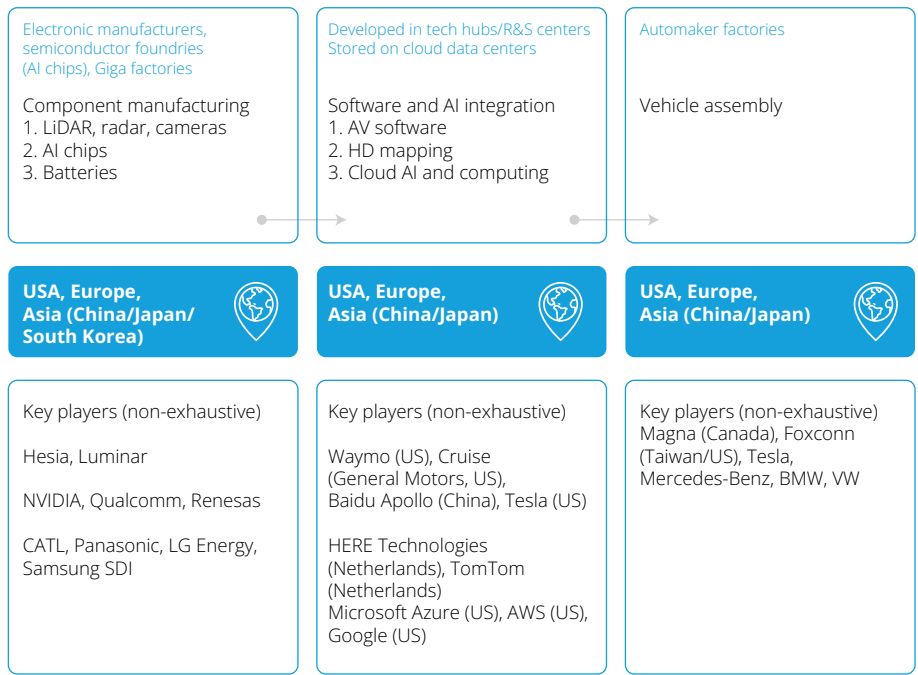 Electronic manufacturers,
semiconductor foundries
(AI chips), Giga factories
Component manufacturing
1. LiDAR, radar, cameras
2. AI chips
3. Batteries
Developed in tech hubs/R&S centers
Stored on cloud data centers
Software and AI integration
1. AV software
2. HD mapping
3. Cloud AI and computing
Automaker factories
Vehicle assembly
USA, Europe,
Asia (China/Japan/
South Korea)
USA, Europe,
Asia (China/Japan)
USA, Europe,
Asia (China/Japan)
Key players (non-exhaustive)
Hesia, Luminar
NVIDIA, Qualcomm, Renesas
CATL, Panasonic, LG Energy,
Samsung SDI
Key players (non-exhaustive)
Waymo (US), Cruise
(General Motors, US),
Baidu Apollo (China), Tesla (US)
HERE Technologies
(Netherlands), TomTom
(Netherlands)
Microsoft Azure (US), AWS (US),
Google (US)
Key players (non-exhaustive)
Magna (Canada), Foxconn
(Taiwan/US), Tesla,
Mercedes-Benz, BMW, VW